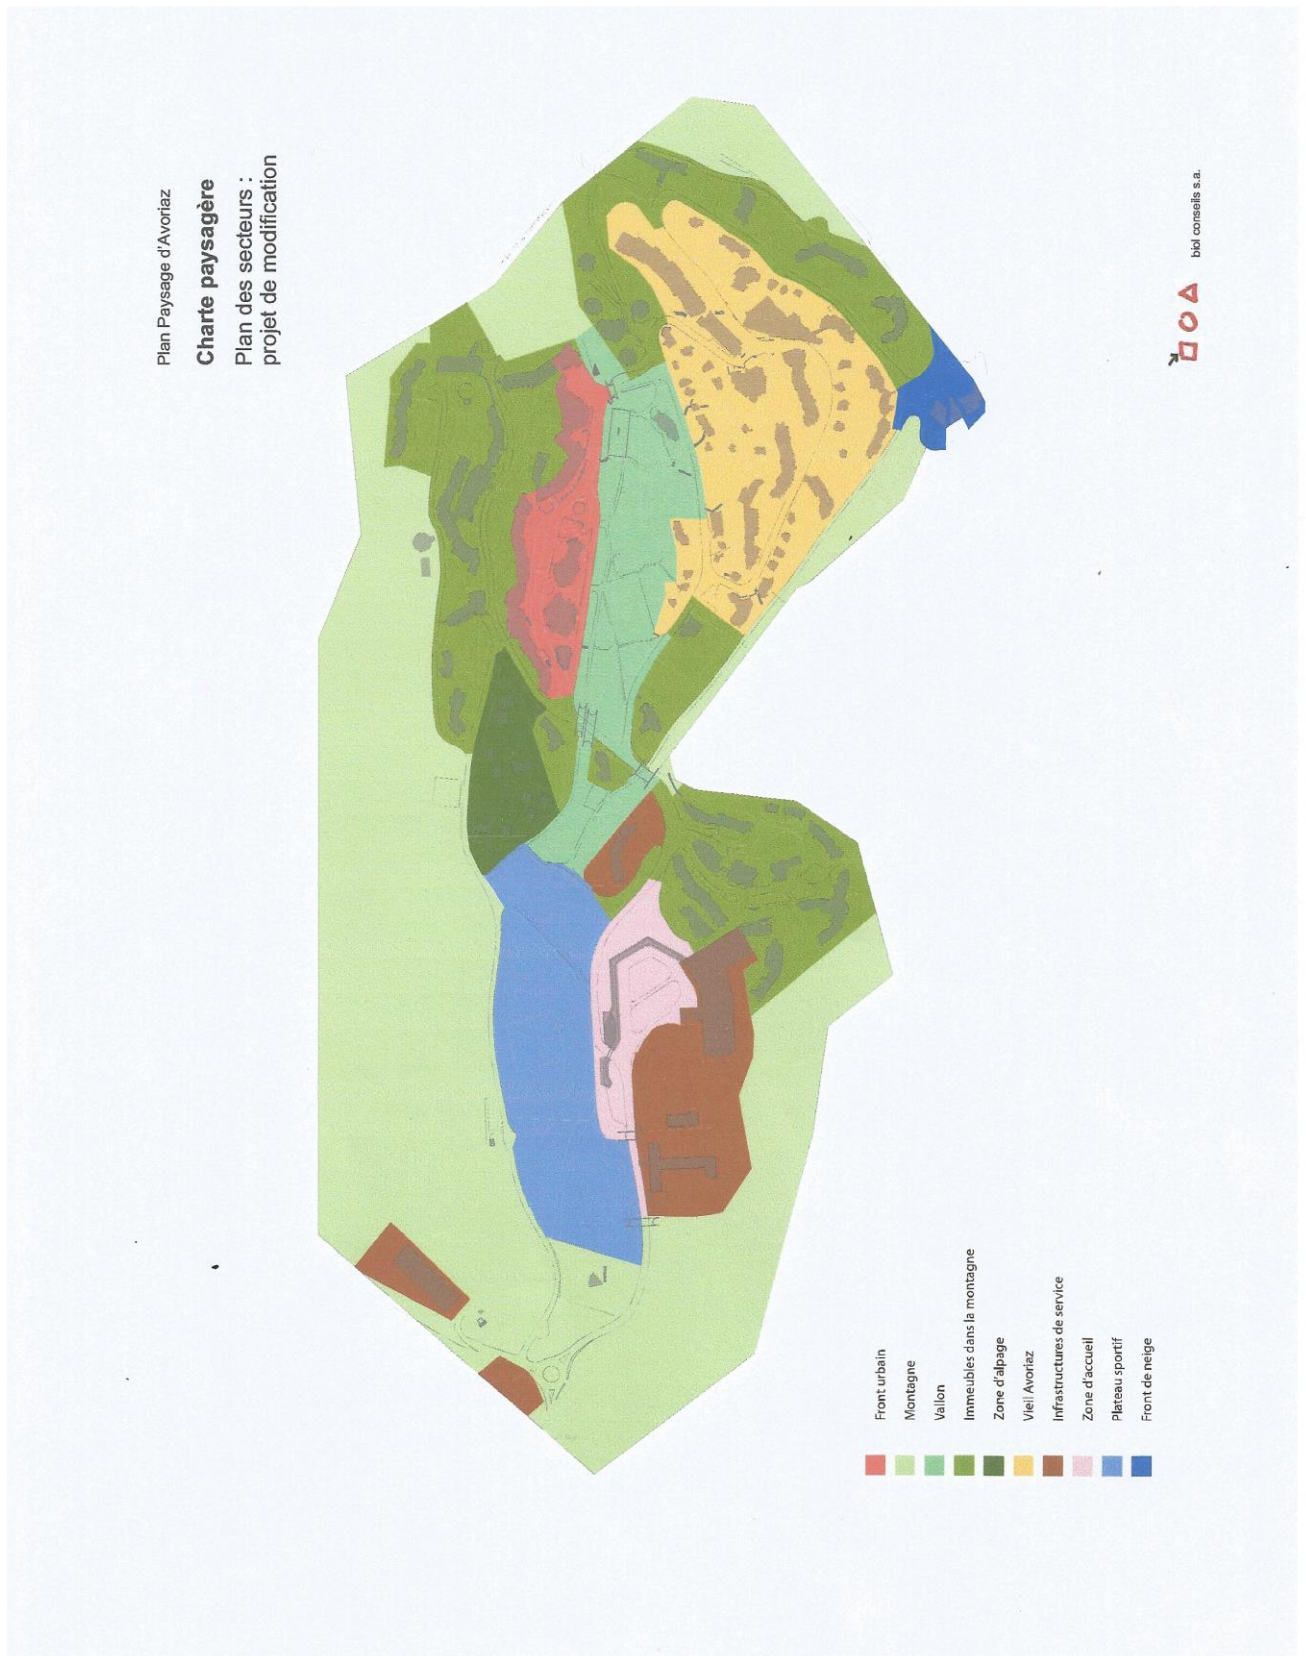 Plan Paysage d'Avoriaz
Charte paysagère
Plan des secteurs :
projet de modification
Front urbain
Montagne
Vallon
Immeubles dans la montagne
Zone d'alpage
Vieil Avoriaz
Infrastructures de service
Zone d'accueil
Plateau sportif
Front de neige
biol conseils s.a.